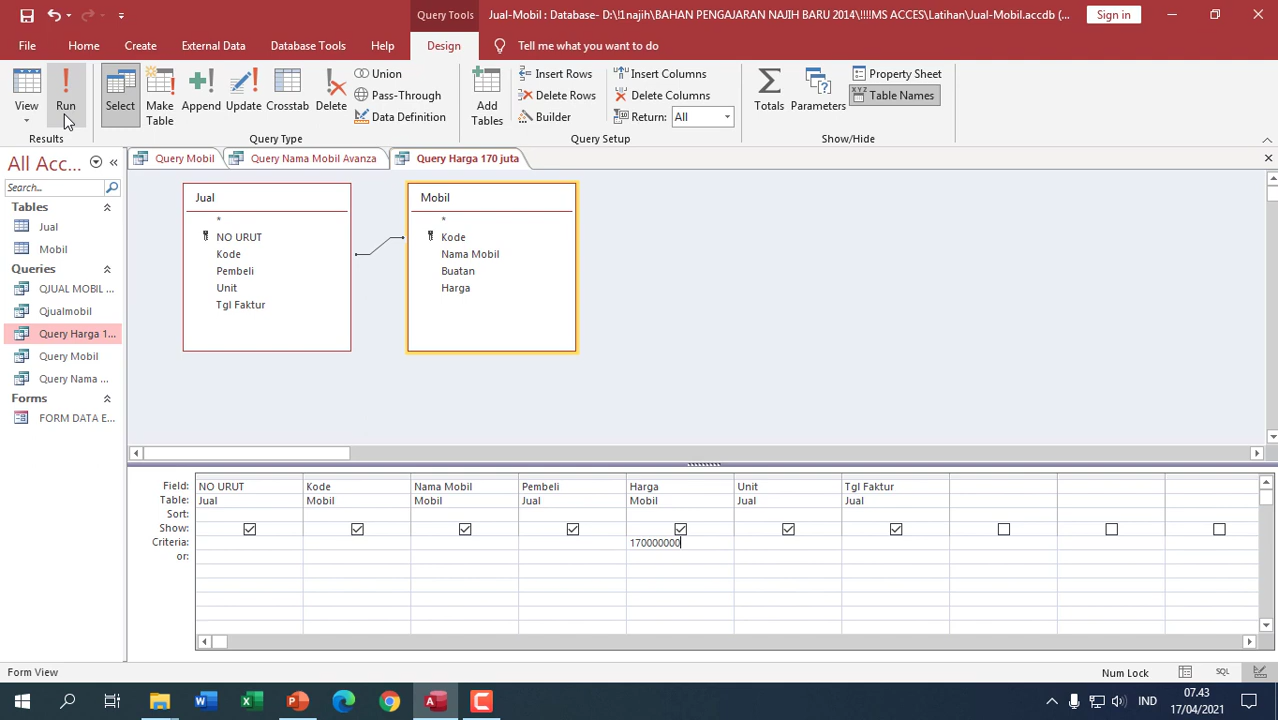 Query Tools
Jual-Mobil : Database- D:\!1najih\BAHAN PENGAJARAN NAJIH BARU 2014\!!!!MS ACCES\Latihan\Jual-Mobil.accdb (...
Sign in
File Home Create External Data Database Tools Help Design Tell me what you want to do
View
Run
Select
Make Table
Append
Update
Crosstab
Delete
Union
Pass-Through
Data Definition
Add Tables
Insert Rows
Delete Rows
Builder
Insert Columns
Delete Columns
Return: All
Totals
Parameters
Property Sheet
XYZ Table Names
Results
Query Type
Query Setup
Show/Hide
All Acc...
Search...
Tables
Jual
Mobil
Queries
QJUAL MOBIL ...
Qjualmobil
Query Harga 1...
Query Mobil
Query Nama ...
Forms
FORM DATA E...
Query Mobil
Query Nama Mobil Avanza
Query Harga 170 juta
Jual
*
NO URUT
Kode
Pembeli
Unit
Tgl Faktur
Mobil
*
Kode
Nama Mobil
Buatan
Harga
Field: NO URUT Kode Nama Mobil Pembeli Harga Unit Tgl Faktur
Table: Jual Mobil Mobil Jual Mobil Jual Jual
Sort:
Show:
Criteria: 170000000
or:
Form View
Num Lock
SQL
IND
07.43
17/04/2021